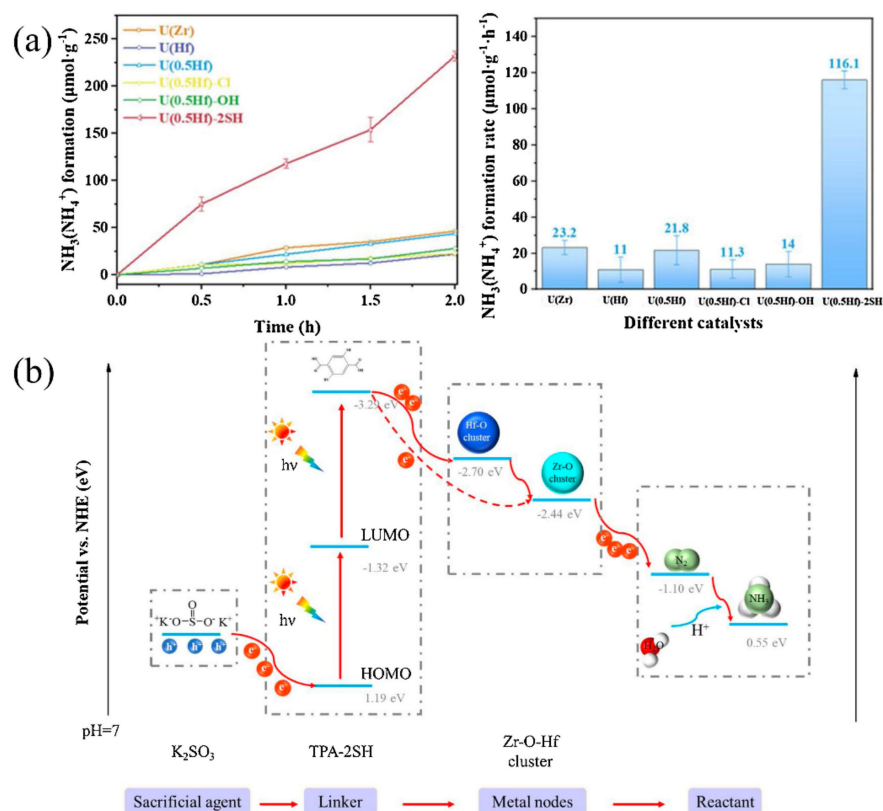 (a)
NH₃(NH₄⁺) formation (μmol·g⁻¹)
250
225
175
150
125
100
75
50
25
0
U(Zr)
U(Hf)
U(0.5Hf)
U(0.5Hf)-Cl
U(0.5Hf)-OH
U(0.5Hf)-2SH
0.0 0.5 1.0 1.5 2.0
Time (h)
NH₃(NH₄⁺) formation rate (μmol·g⁻¹·h⁻¹)
140
120
100
80
60
40
20
0
23.2
11
21.8
11.3
14
116.1
U(Zr) U(Hf) U(0.5Hf) U(0.5Hf)-Cl U(0.5Hf)-OH U(0.5Hf)-2SH
Different catalysts
(b)
Potential vs. NHE (eV)
-3.29 eV
e⁻ e⁻
e⁻
hν
LUMO
-1.32 eV
hν
HOMO
1.19 eV
⁺K⁻O S O⁻ K⁺
O
h⁺ h⁺ h⁺
e⁻
e⁻
e⁻
Hf-O
cluster
-2.70 eV
Zr-O
cluster
-2.44 eV
e⁻ e⁻ e⁻
N₂
-1.10 eV
NH₃
0.55 eV
H₂O
H⁺
pH=7
K₂SO₃
TPA-2SH
Zr-O-Hf
cluster
Sacrificial agent
Linker
Metal nodes
Reactant